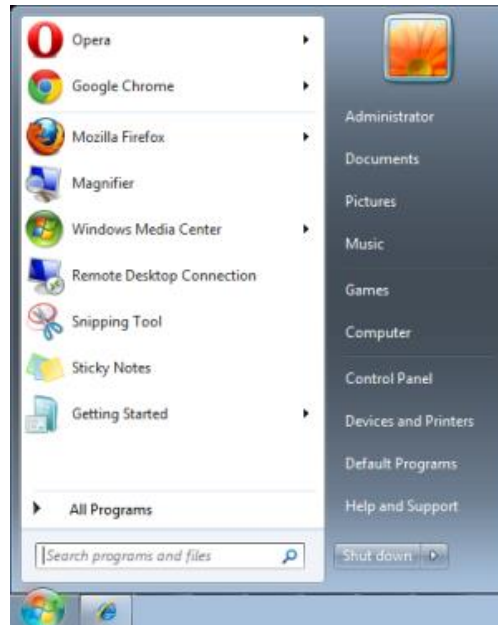 Opera
Google Chrome
Mozilla Firefox
Magnifier
Windows Media Center
Remote Desktop Connection
Snipping Tool
Sticky Notes
Getting Started
All Programs
Search programs and files
Administrator
Documents
Pictures
Music
Games
Computer
Control Panel
Devices and Printers
Default Programs
Help and Support
Shut down